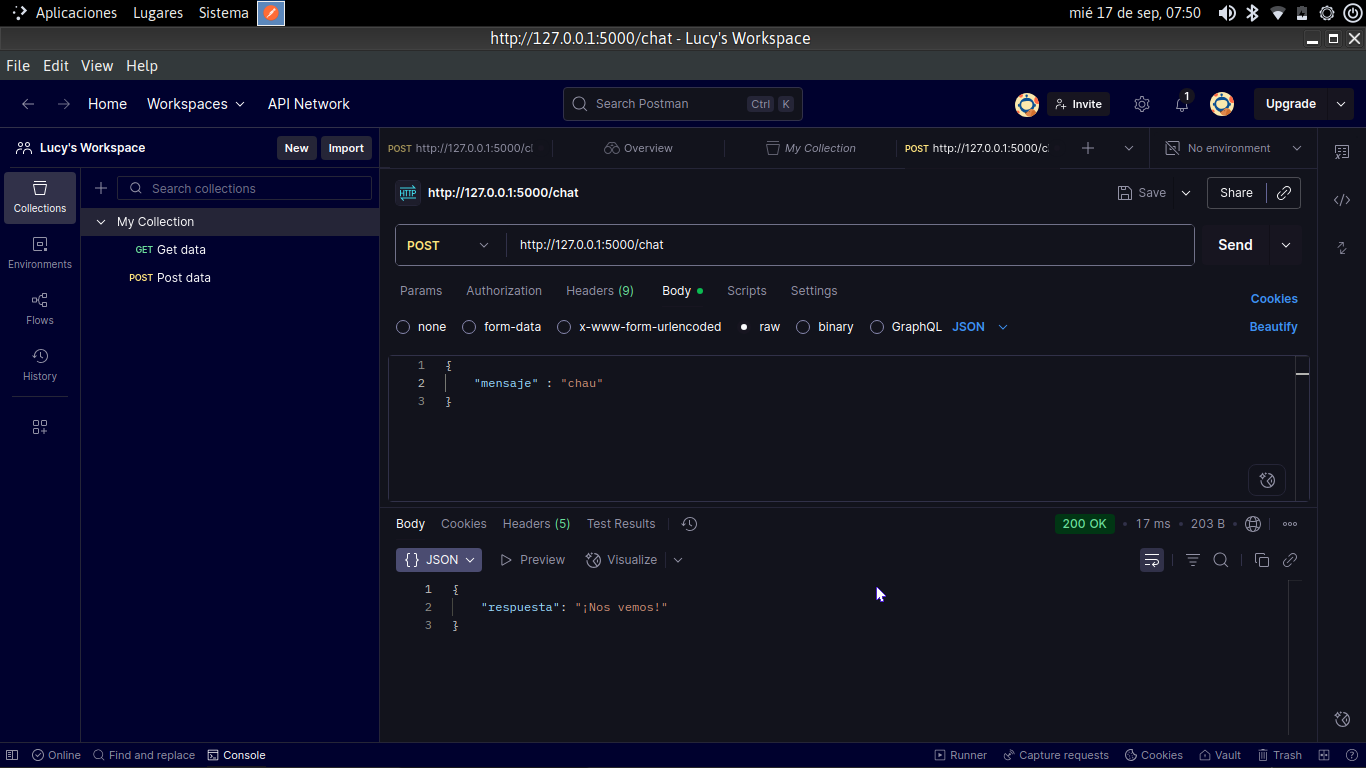 Aplicaciones Lugares Sistema mié 17 de sep, 07:50
http://127.0.0.1:5000/chat - Lucy's Workspace
File Edit View Help
Home Workspaces API Network Search Postman Ctrl K Invite 1 Upgrade
Lucy's Workspace New Import POST http://127.0.0.1:5000/cl Overview My Collection POST http://127.0.0.1:5000/cl No environment
Search collections
Collections
Environments
Flows
History
My Collection
GET Get data
POST Post data
HTTP http://127.0.0.1:5000/chat Save Share
POST http://127.0.0.1:5000/chat Send
Params Authorization Headers (9) Body Scripts Settings Cookies
none form-data x-www-form-urlencoded raw binary GraphQL JSON Beautify
1 {
2 "mensaje" : "chau"
3 }
Body Cookies Headers (5) Test Results 200 OK • 17 ms • 203 B •
{} JSON Preview Visualize
1 {
2 "respuesta": "¡Nos vemos!"
3 }
Online Find and replace Console Runner Capture requests Cookies Vault Trash